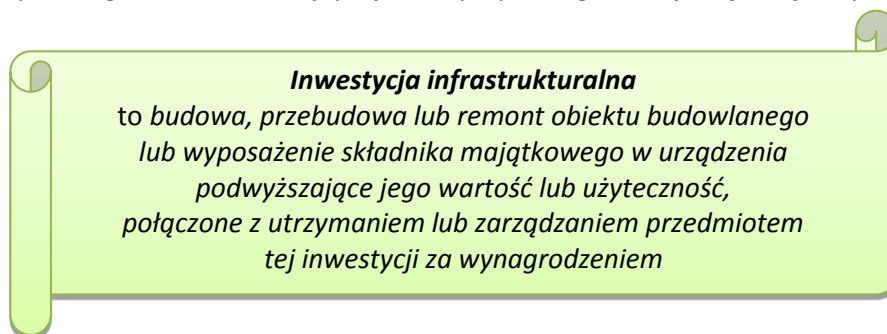 Inwestycja infrastrukturalna
to budowa, przebudowa lub remont obiektu budowlanego
lub wyposażenie składnika majątkowego w urządzenia
podwyższające jego wartość lub użyteczność,
połączone z utrzymaniem lub zarządzaniem przedmiotem
tej inwestycji za wynagrodzeniem